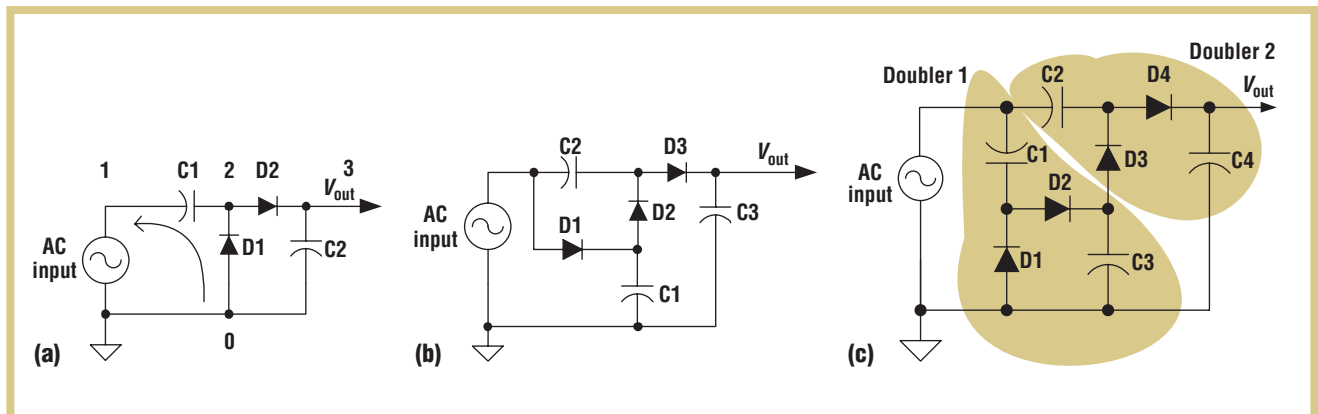 1 C1 2 D2 3
Vout
D1
C2
AC
input
0
(a)
C2 D3
Vout
D2
C3
D1
AC
input
C1
(b)
Doubler 2
Doubler 1
C2 D4
Vout
C1
D3
C4
AC
input
D2
D1
C3
(c)